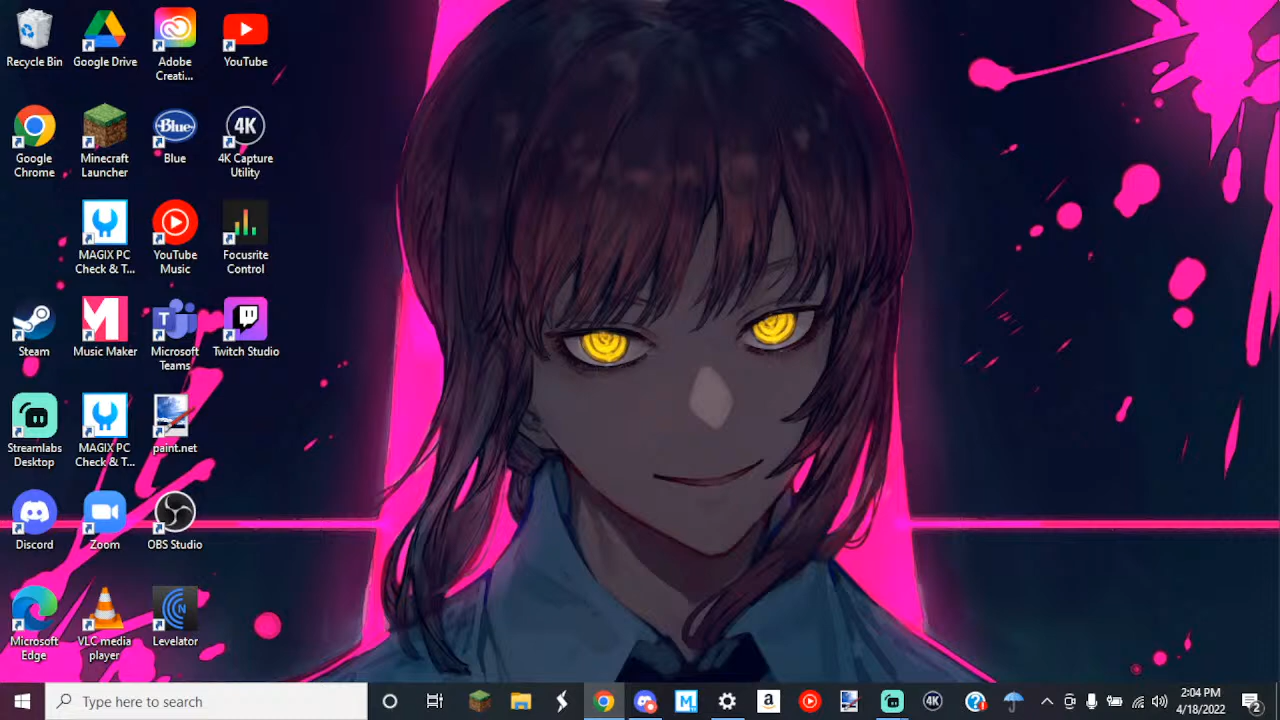 Recycle Bin
Google Drive
Adobe
Creati...
YouTube
Google
Chrome
Minecraft
Launcher
Blue
Blue
4K
4K Capture
Utility
MAGIX PC
Check & T...
YouTube
Music
Focusrite
Control
Steam
Music Maker
T
Microsoft
Teams
Twitch Studio
Streamlabs
Desktop
MAGIX PC
Check & T...
paint.net
Discord
Zoom
OBS Studio
Microsoft
Edge
VLC media
player
N
Levelator
Type here to search
M
a
4K
2:04 PM
4/18/2022
2